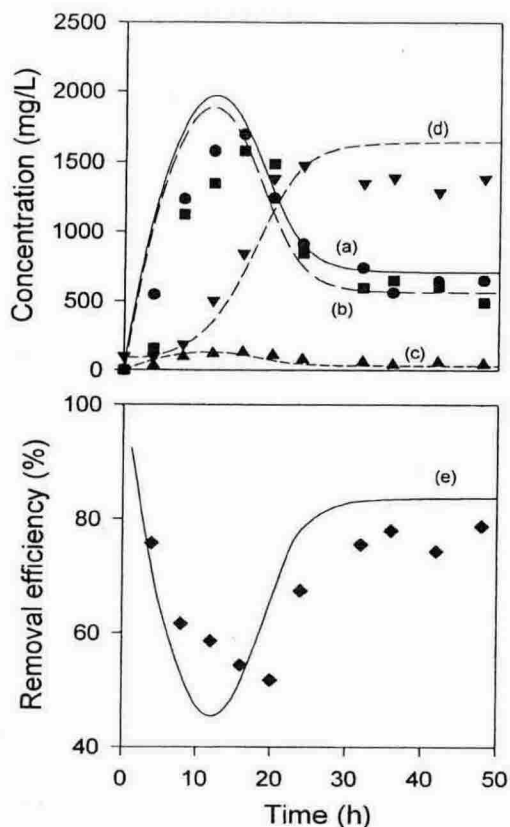 Concentration (mg/L)
2500
2000
1500
1000
500
0
(d)
(a)
(b)
(c)
Removal efficiency (%)
100
80
60
40
(e)
0 10 20 30 40 50
Time (h)